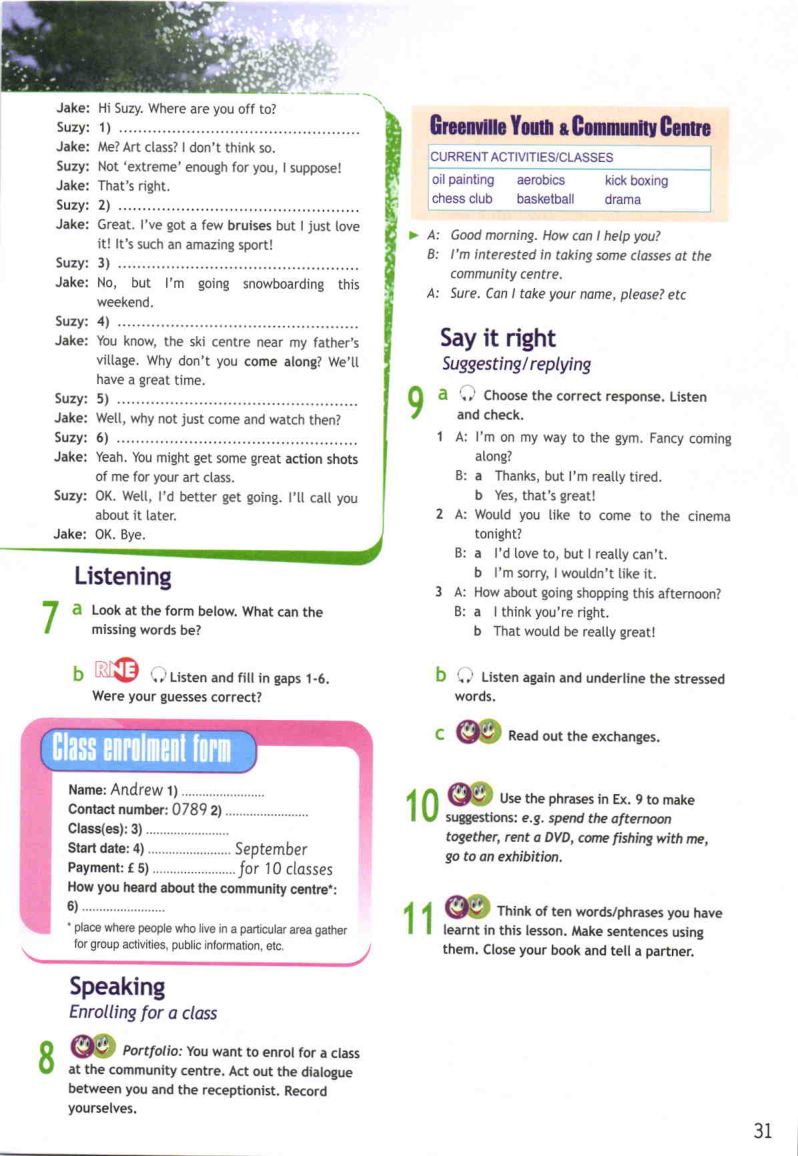 Jake: Hi Suzy. Where are you off to?
Suzy: 1) ................................................
Jake: Me? Art class? I don't think so.
Suzy: Not 'extreme' enough for you, I suppose!
Jake: That's right.
Suzy: 2) ................................................
Jake: Great. I've got a few bruises but I just love
it! It's such an amazing sport!
Suzy: 3) ................................................
Jake: No, but I'm going snowboarding this
weekend.
Suzy: 4) ................................................
Jake: You know, the ski centre near my father's
village. Why don't you come along? We'll
have a great time.
Suzy: 5) ................................................
Jake: Well, why not just come and watch then?
Suzy: 6) ................................................
Jake: Yeah. You might get some great action shots
of me for your art class.
Suzy: OK. Well, I'd better get going. I'll call you
about it later.
Jake: OK. Bye.
Listening
7 a Look at the form below. What can the
missing words be?
b RNE Listen and fill in gaps 1-6.
Were your guesses correct?
Class enrolment form
Name: Andrew 1) ........................
Contact number: 0789 2) ........................
Class(es): 3) ........................
Start date: 4) ........................ September
Payment: £ 5) ........................ for 10 classes
How you heard about the community centre*:
6) ........................
* place where people who live in a particular area gather
for group activities, public information, etc.
Speaking
Enrolling for a class
8 Portfolio: You want to enrol for a class
at the community centre. Act out the dialogue
between you and the receptionist. Record
yourselves.
Greenville Youth & Community Centre
CURRENT ACTIVITIES/CLASSES
oil painting aerobics kick boxing
chess club basketball drama
A: Good morning. How can I help you?
B: I'm interested in taking some classes at the
community centre.
A: Sure. Can I take your name, please? etc
Say it right
Suggesting/replying
9 a Choose the correct response. Listen
and check.
1 A: I'm on my way to the gym. Fancy coming
along?
B: a Thanks, but I'm really tired.
b Yes, that's great!
2 A: Would you like to come to the cinema
tonight?
B: a I'd love to, but I really can't.
b I'm sorry, I wouldn't like it.
3 A: How about going shopping this afternoon?
B: a I think you're right.
b That would be really great!
b Listen again and underline the stressed
words.
c Read out the exchanges.
10 Use the phrases in Ex. 9 to make
suggestions: e.g. spend the afternoon
together, rent a DVD, come fishing with me,
go to an exhibition.
11 Think of ten words/phrases you have
learnt in this lesson. Make sentences using
them. Close your book and tell a partner.
31